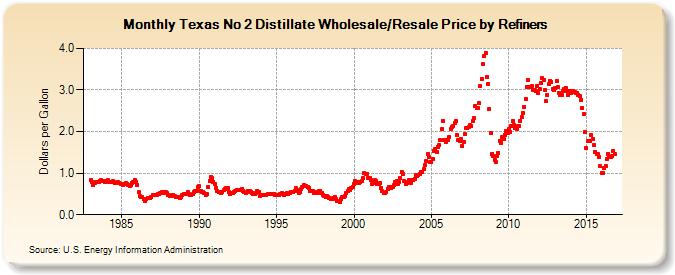 Monthly Texas No 2 Distillate Wholesale/Resale Price by Refiners
Dollars per Gallon
4.0
3.0
2.0
1.0
0.0
1985 1990 1995 2000 2005 2010 2015
Source: U.S. Energy Information Administration